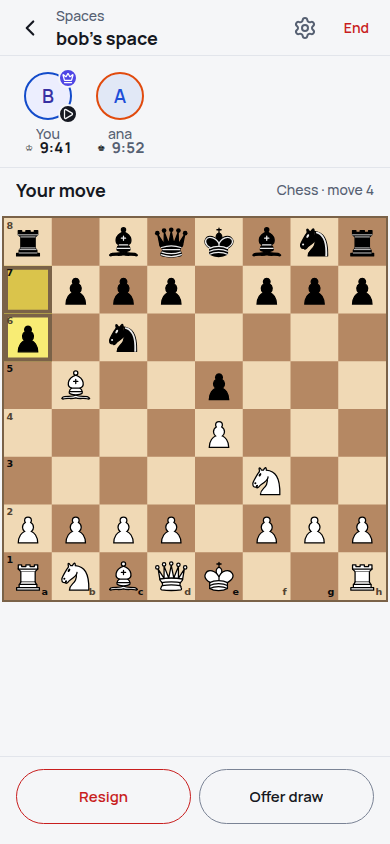 Spaces
bob's space
End
B
A
You
ana
9:41
9:52
Your move
Chess · move 4
8
7
6
5
4
3
2
1
a
b
c
d
e
f
g
h
Resign
Offer draw